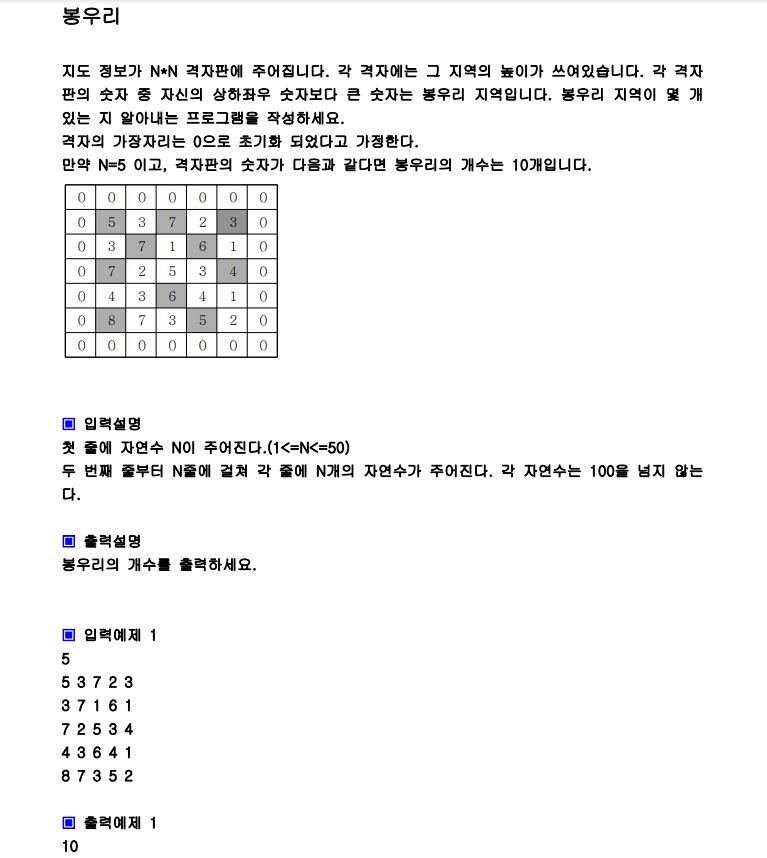 봉우리
지도 정보가 N*N 격자판에 주어집니다. 각 격자에는 그 지역의 높이가 쓰여있습니다. 각 격자
판의 숫자 중 자신의 상하좌우 숫자보다 큰 숫자는 봉우리 지역입니다. 봉우리 지역이 몇 개
있는 지 알아내는 프로그램을 작성하세요.
격자의 가장자리는 0으로 초기화 되었다고 가정한다.
만약 N=5 이고, 격자판의 숫자가 다음과 같다면 봉우리의 개수는 10개입니다.
0 0 0 0 0 0 0
0 5 3 7 2 3 0
0 3 7 1 6 1 0
0 7 2 5 3 4 0
0 4 3 6 4 1 0
0 8 7 3 5 2 0
0 0 0 0 0 0 0
▣ 입력설명
첫 줄에 자연수 N이 주어진다.(1<=N<=50)
두 번째 줄부터 N줄에 걸쳐 각 줄에 N개의 자연수가 주어진다. 각 자연수는 100을 넘지 않는
다.
▣ 출력설명
봉우리의 개수를 출력하세요.
▣ 입력예제 1
5
5 3 7 2 3
3 7 1 6 1
7 2 5 3 4
4 3 6 4 1
8 7 3 5 2
▣ 출력예제 1
10